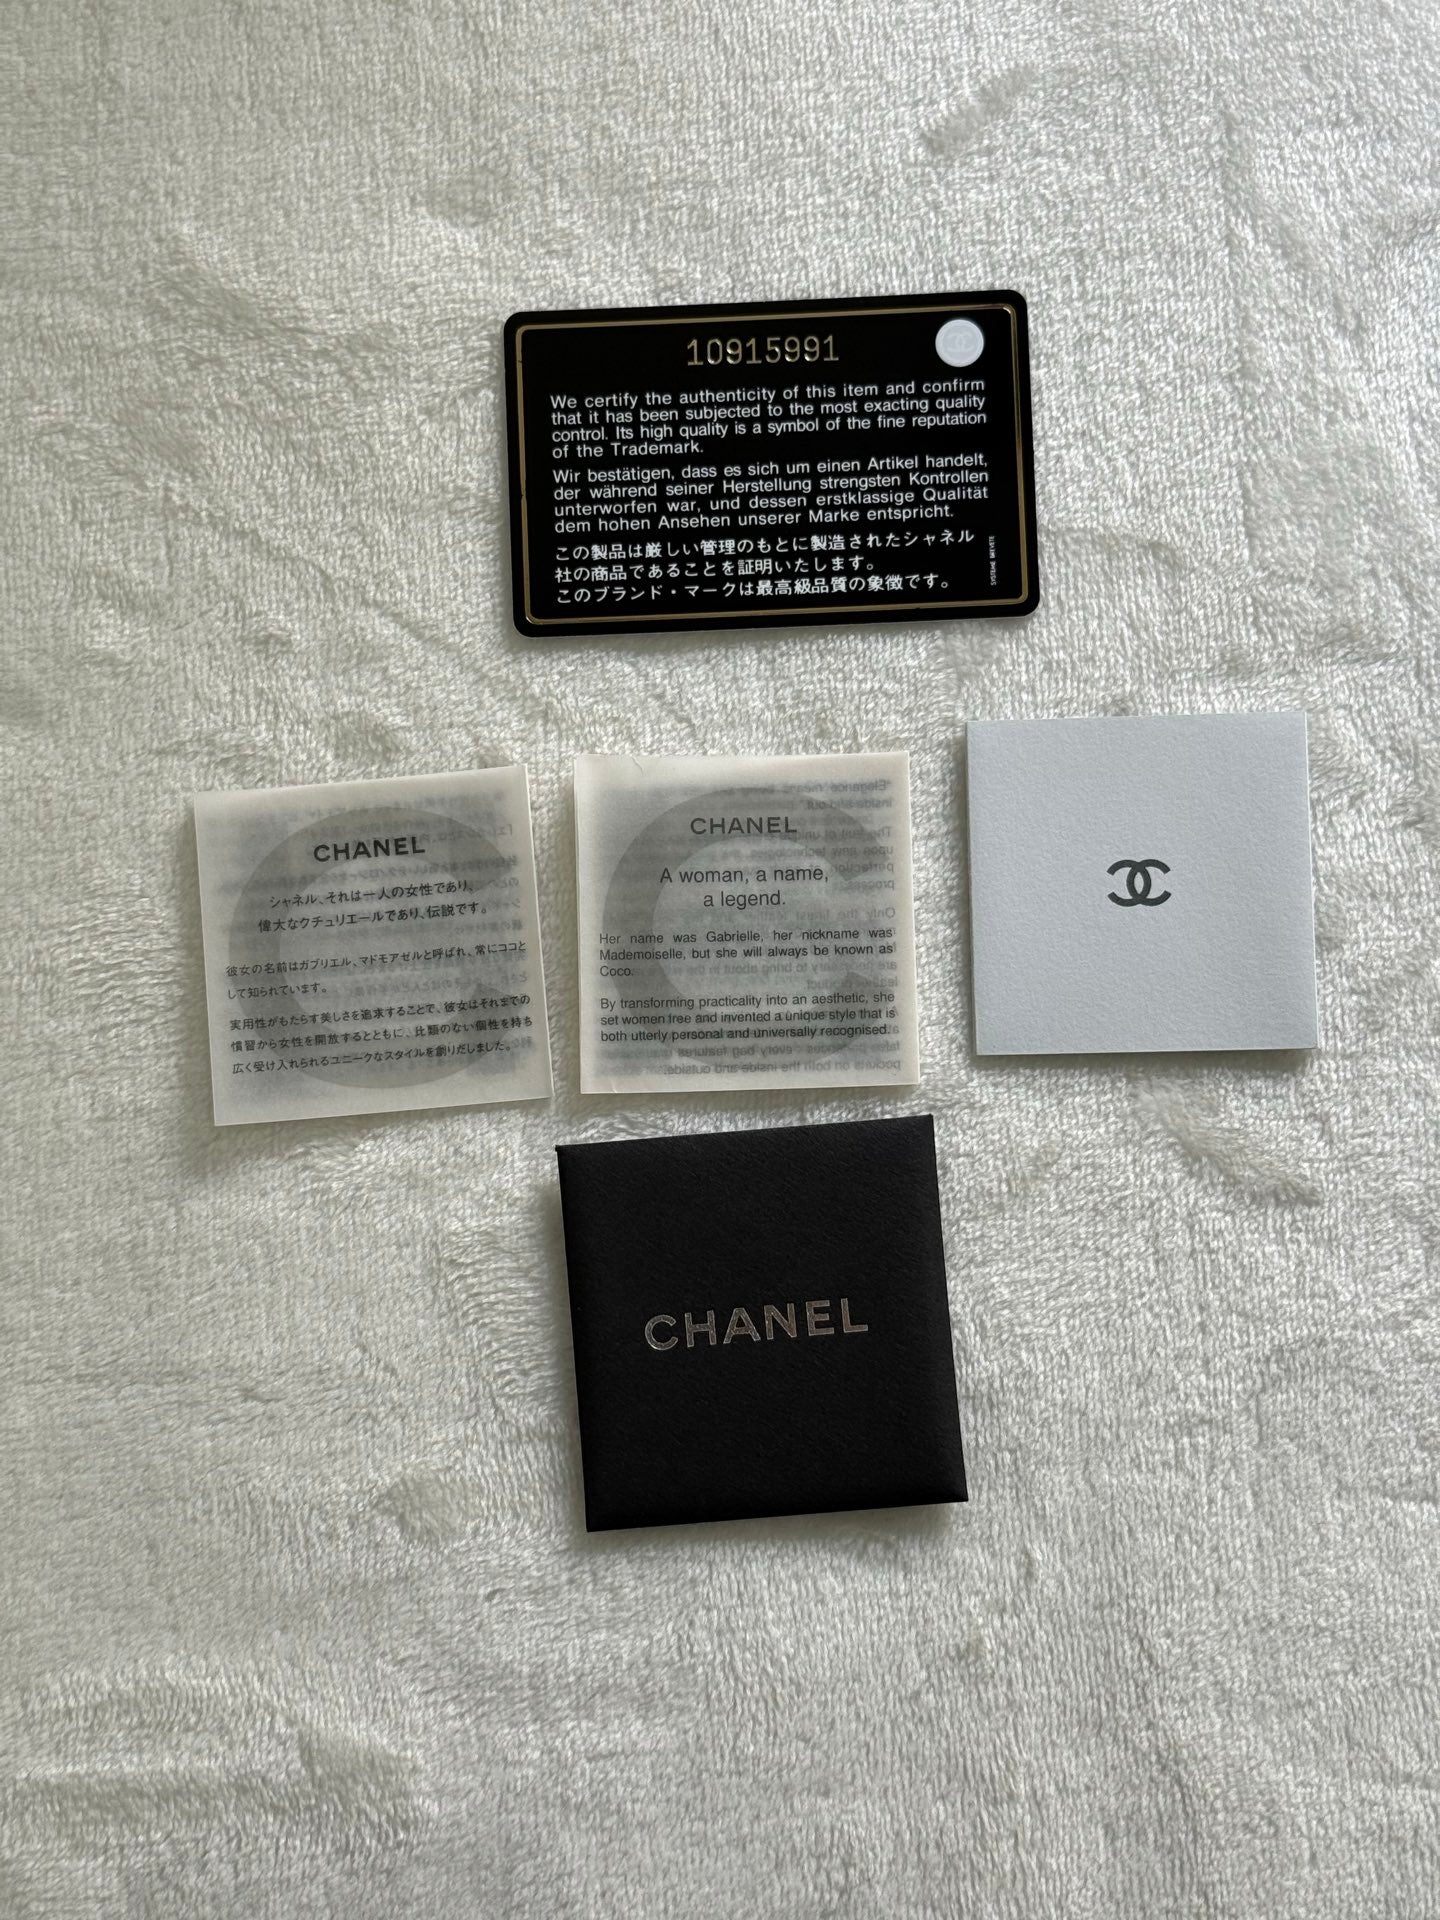 10915991
We certify the authenticity of this item and confirm
that it has been subjected to the most exacting quality
control. Its high quality is a symbol of the fine reputation
of the Trademark.
Wir bestätigen, dass es sich um einen Artikel handelt,
der während seiner Herstellung strengsten Kontrollen
unterworfen war, und dessen erstklassige Qualität
dem hohen Ansehen unserer Marke entspricht.
この製品は厳しい管理のもとに製造されたシャネル
社の商品であることを証明いたします。
このブランド・マークは最高級品質の象徴です。
SYSTEME BREVETE
CHANEL
シャネル、それは一人の女性であり、
偉大なクチュリエールであり、伝説です。
彼女の名前はガブリエル、マドモアゼルと呼ばれ、常にココと
して知られています。
実用性がもたらす美しさを追求することで、彼女はそれまでの
慣習から女性を開放するとともに、比類のない個性を持ち
広く受け入れられるユニークなスタイルを創りだしました。
CHANEL
A woman, a name,
a legend.
Her name was Gabrielle, her nickname was
Mademoiselle, but she will always be known as
Coco.
By transforming practicality into an aesthetic, she
set women free and invented a unique style that is
both utterly personal and universally recognised.
CHANEL